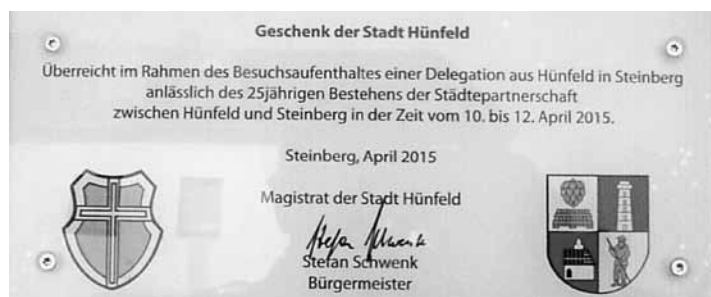 Geschenk der Stadt Hünfeld
Überreicht im Rahmen des Besuchsaufenthaltes einer Delegation aus Hünfeld in Steinberg
anlässlich des 25jährigen Bestehens der Städtepartnerschaft
zwischen Hünfeld und Steinberg in der Zeit vom 10. bis 12. April 2015.
Steinberg, April 2015
Magistrat der Stadt Hünfeld
Stefan Schwenk
Stefan Schwenk
Bürgermeister